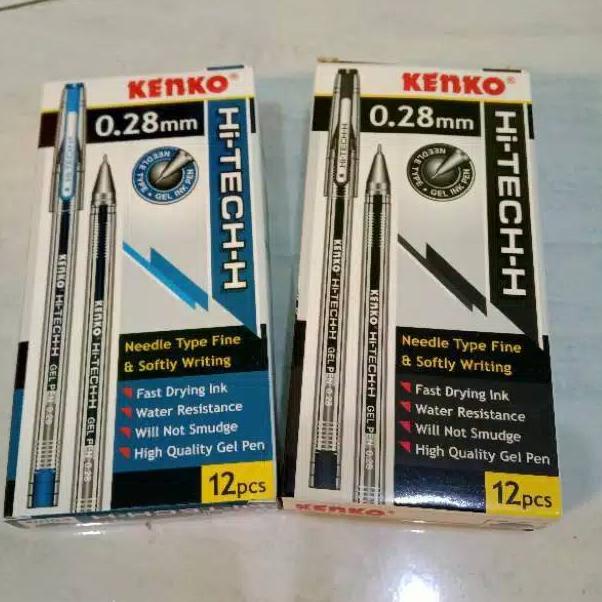 KENKO®
0.28mm
Hi-TECH-H
NEEDLE TYPE • GEL INK PEN
KENKO HI-TECH-H GEL PEN 0.28
KENKO HI-TECH-H GEL PEN 0.28
Needle Type Fine
& Softly Writing
Fast Drying Ink
Water Resistance
Will Not Smudge
High Quality Gel Pen
12pcs
KENKO®
0.28mm
Hi-TECH-H
HI-TECH-H
NEEDLE TYPE • GEL INK PEN
KENKO HI-TECH-H GEL PEN 0.28
KENKO HI-TECH-H GEL PEN 0.28
Needle Type Fine
& Softly Writing
Fast Drying Ink
Water Resistance
Will Not Smudge
High Quality Gel Pen
12pcs
KENKO